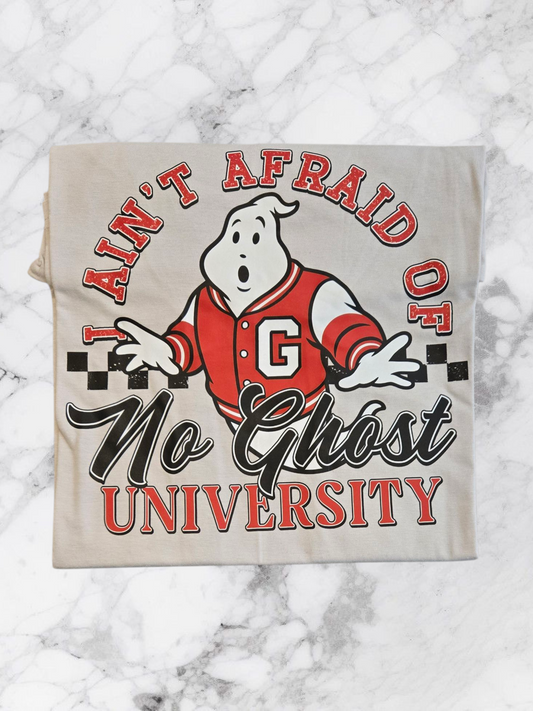 I AIN'T AFRAID OF
G
No Ghost
UNIVERSITY